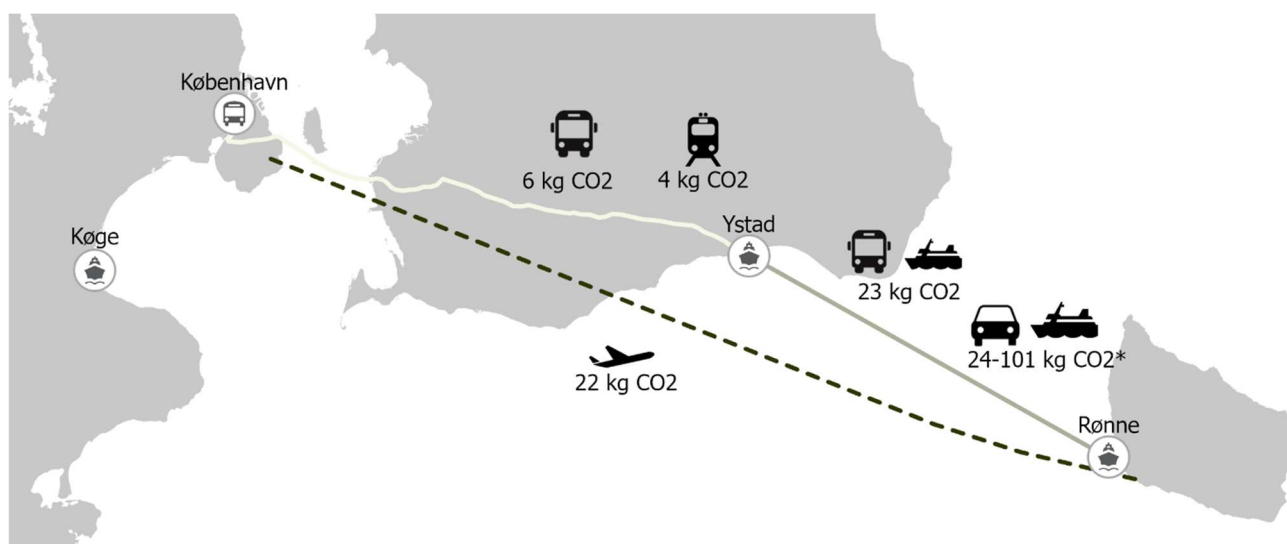 København
6 kg CO2
4 kg CO2
Ystad
Køge
23 kg CO2
24-101 kg CO2*
22 kg CO2
Rønne